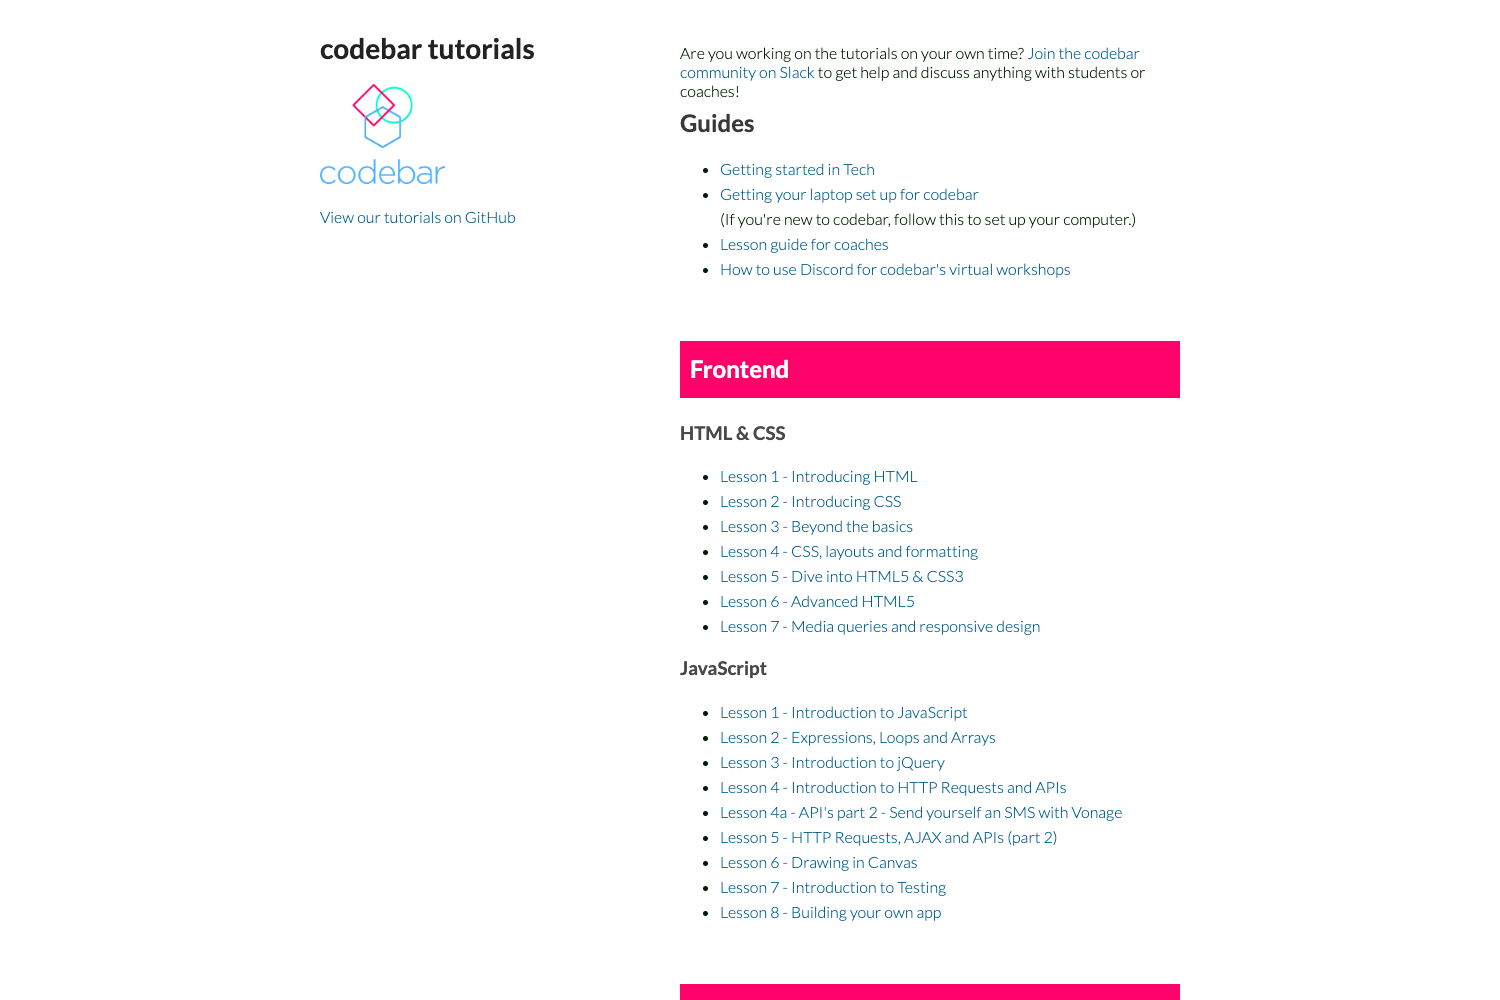 codebar tutorials
codebar
View our tutorials on GitHub
Are you working on the tutorials on your own time? Join the codebar
community on Slack to get help and discuss anything with students or
coaches!
Guides
Getting started in Tech
Getting your laptop set up for codebar
(If you're new to codebar, follow this to set up your computer.)
Lesson guide for coaches
How to use Discord for codebar's virtual workshops
Frontend
HTML & CSS
Lesson 1 - Introducing HTML
Lesson 2 - Introducing CSS
Lesson 3 - Beyond the basics
Lesson 4 - CSS, layouts and formatting
Lesson 5 - Dive into HTML5 & CSS3
Lesson 6 - Advanced HTML5
Lesson 7 - Media queries and responsive design
JavaScript
Lesson 1 - Introduction to JavaScript
Lesson 2 - Expressions, Loops and Arrays
Lesson 3 - Introduction to jQuery
Lesson 4 - Introduction to HTTP Requests and APIs
Lesson 4a - API's part 2 - Send yourself an SMS with Vonage
Lesson 5 - HTTP Requests, AJAX and APIs (part 2)
Lesson 6 - Drawing in Canvas
Lesson 7 - Introduction to Testing
Lesson 8 - Building your own app